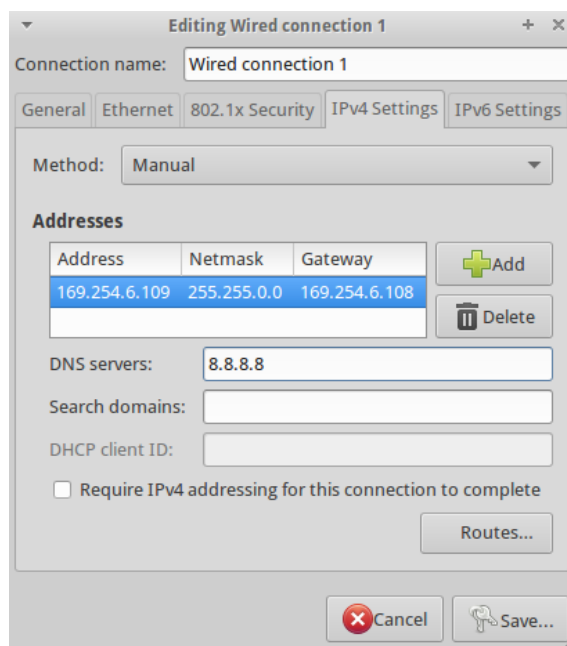 Editing Wired connection 1
Connection name: Wired connection 1
General Ethernet 802.1x Security IPv4 Settings IPv6 Settings
Method: Manual
Addresses
Address Netmask Gateway Add
169.254.6.109 255.255.0.0 169.254.6.108
Delete
DNS servers: 8.8.8.8
Search domains:
DHCP client ID:
Require IPv4 addressing for this connection to complete
Routes...
Cancel Save...